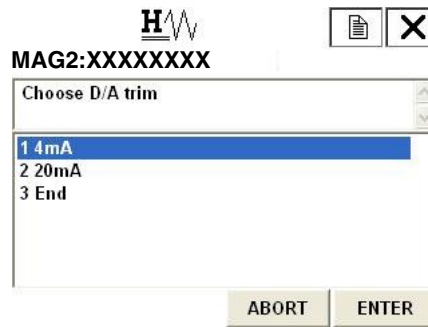 H
MAG2:XXXXXXXX
Choose D/A trim
1 4mA
2 20mA
3 End
ABORT ENTER